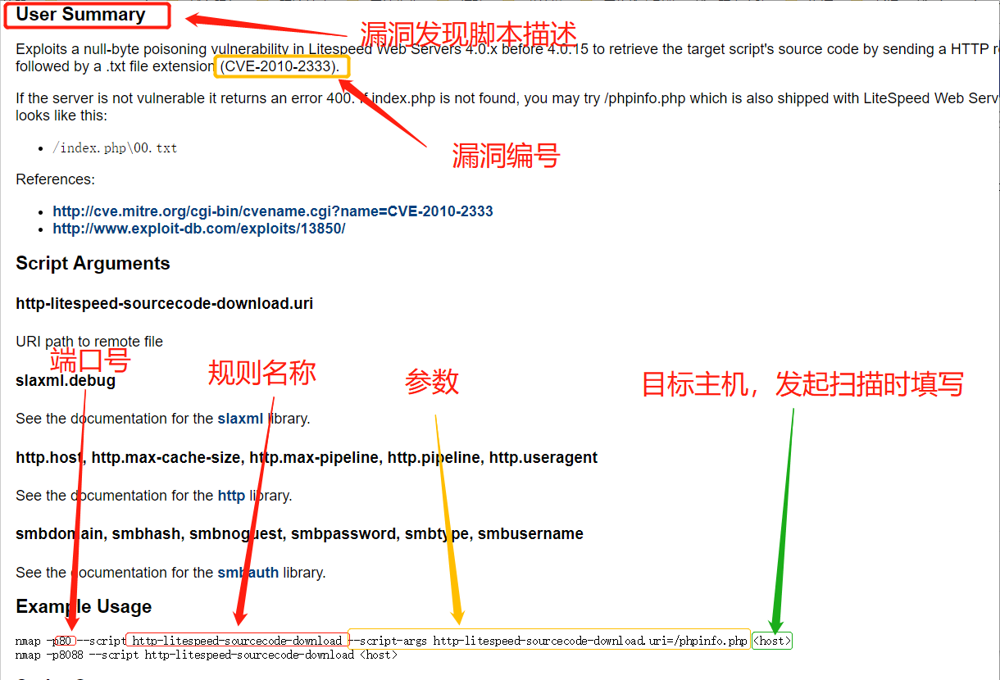 User Summary
漏洞发现脚本描述
Exploits a null-byte poisoning vulnerability in Litespeed Web Servers 4.0.x before 4.0.15 to retrieve the target script's source code by sending a HTTP
followed by a .txt file extension (CVE-2010-2333).
If the server is not vulnerable it returns an error 400. If index.php is not found, you may try /phpinfo.php which is also shipped with LiteSpeed Web
looks like this:
/index.php\00.txt
漏洞编号
References:
http://cve.mitre.org/cgi-bin/cvename.cgi?name=CVE-2010-2333
http://www.exploit-db.com/exploits/13850/
Script Arguments
http-litespeed-sourcecode-download.uri
URI path to remote file
端口号
规则名称
参数
目标主机，发起扫描时填写
slaxml.debug
See the documentation for the slaxml library.
http.host, http.max-cache-size, http.max-pipeline, http.pipeline, http.useragent
See the documentation for the http library.
smbdomain, smbhash, smbnoguest, smbpassword, smbtype, smbusername
See the documentation for the smbauth library.
Example Usage
nmap -p80 --script http-litespeed-sourcecode-download --script-args http-litespeed-sourcecode-download.uri=/phpinfo.php <host>
nmap -p8088 --script http-litespeed-sourcecode-download <host>